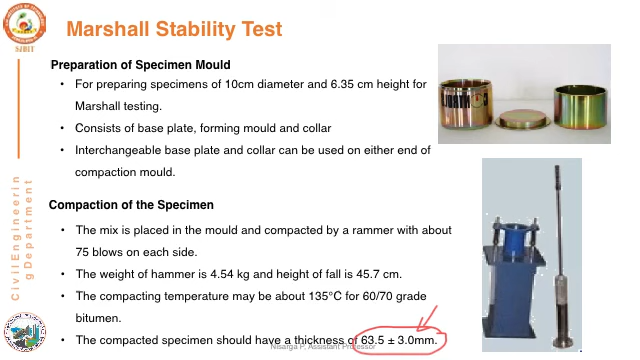 SJBIT
Marshall Stability Test
Preparation of Specimen Mould
• For preparing specimens of 10cm diameter and 6.35 cm height for
Marshall testing.
• Consists of base plate, forming mould and collar
• Interchangeable base plate and collar can be used on either end of
compaction mould.
Compaction of the Specimen
• The mix is placed in the mould and compacted by a rammer with about
75 blows on each side.
• The weight of hammer is 4.54 kg and height of fall is 45.7 cm.
• The compacting temperature may be about 135°C for 60/70 grade
bitumen.
• The compacted specimen should have a thickness of 63.5 ± 3.0mm.
Nisarga P, Assistant Professor
Civil Engineerin
g Department